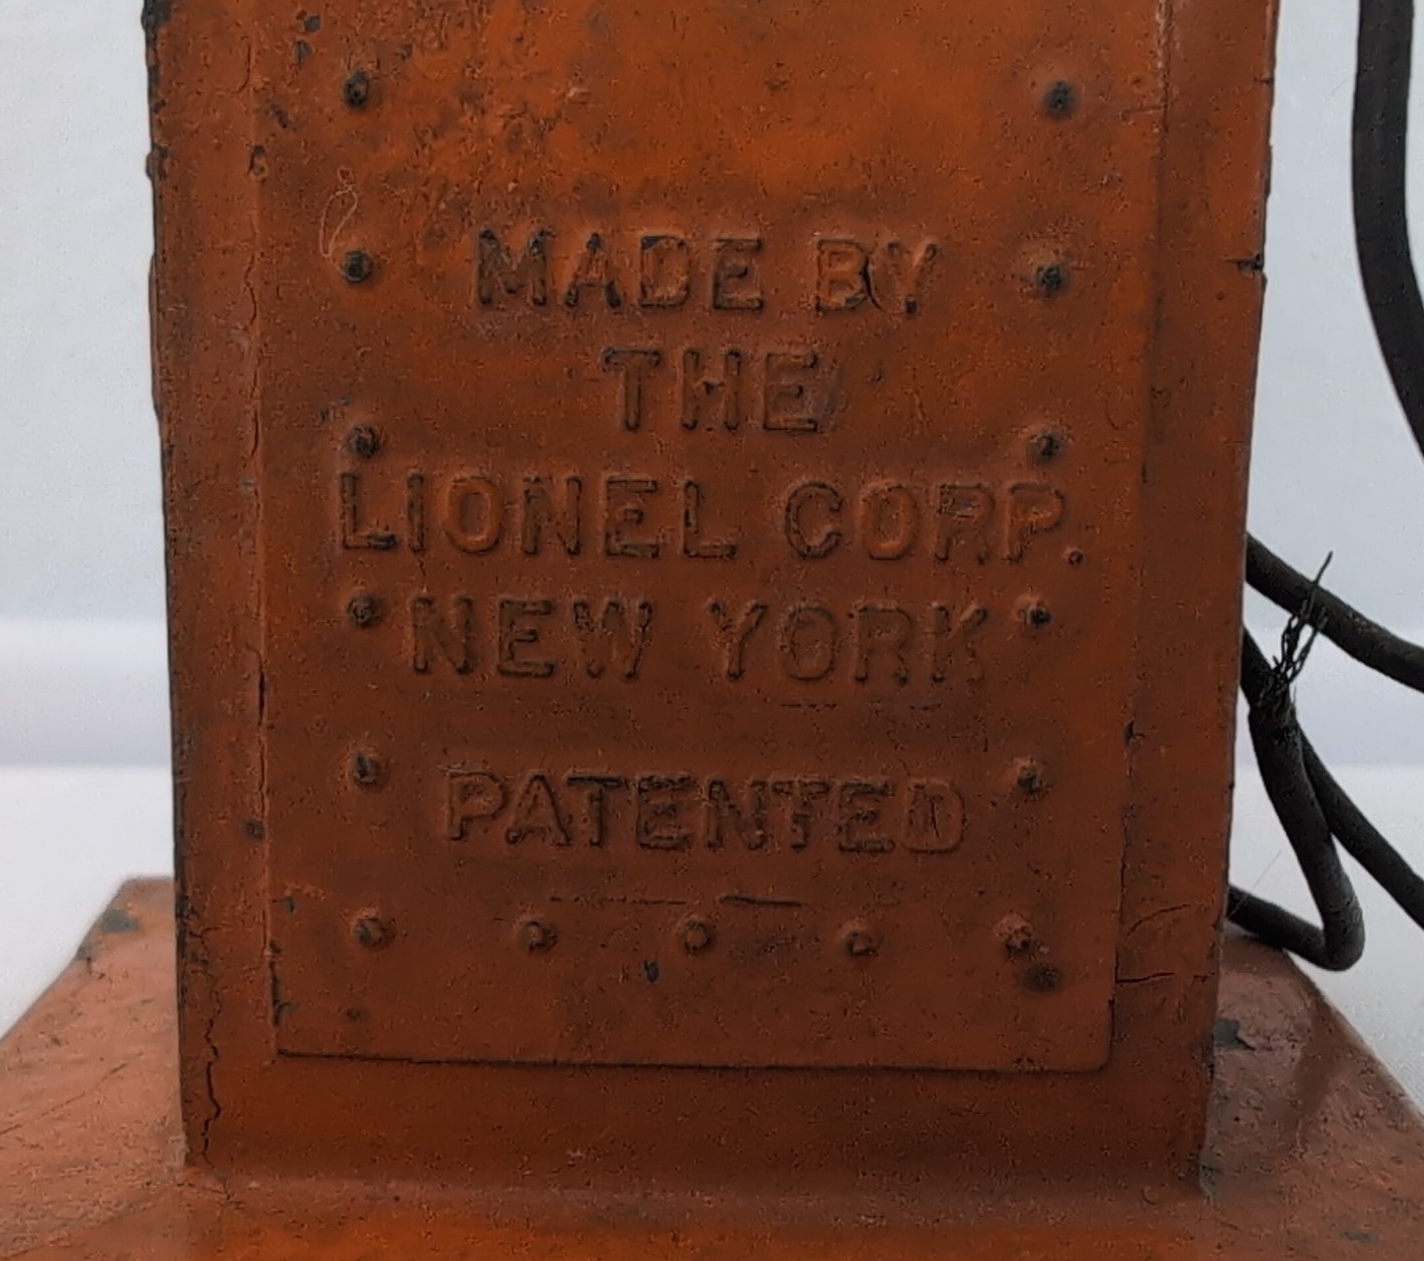 MADE BY
THE
LIONEL CORP.
NEW YORK
PATENTED